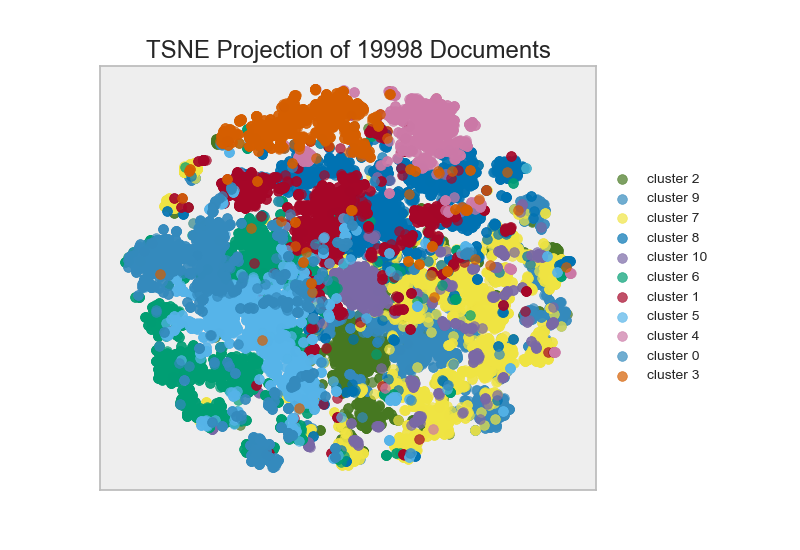 TSNE Projection of 19998 Documents
cluster 2
cluster 9
cluster 7
cluster 8
cluster 10
cluster 6
cluster 1
cluster 5
cluster 4
cluster 0
cluster 3